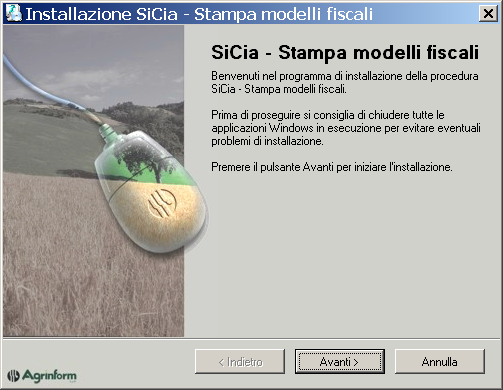 Installazione SiCia - Stampa modelli fiscali
SiCia - Stampa modelli fiscali
Benvenuti nel programma di installazione della procedura
SiCia - Stampa modelli fiscali.
Prima di proseguire si consiglia di chiudere tutte le
applicazioni Windows in esecuzione per evitare eventuali
problemi di installazione.
Premere il pulsante Avanti per iniziare l'installazione.
< Indietro
Avanti >
Annulla
Agrinform